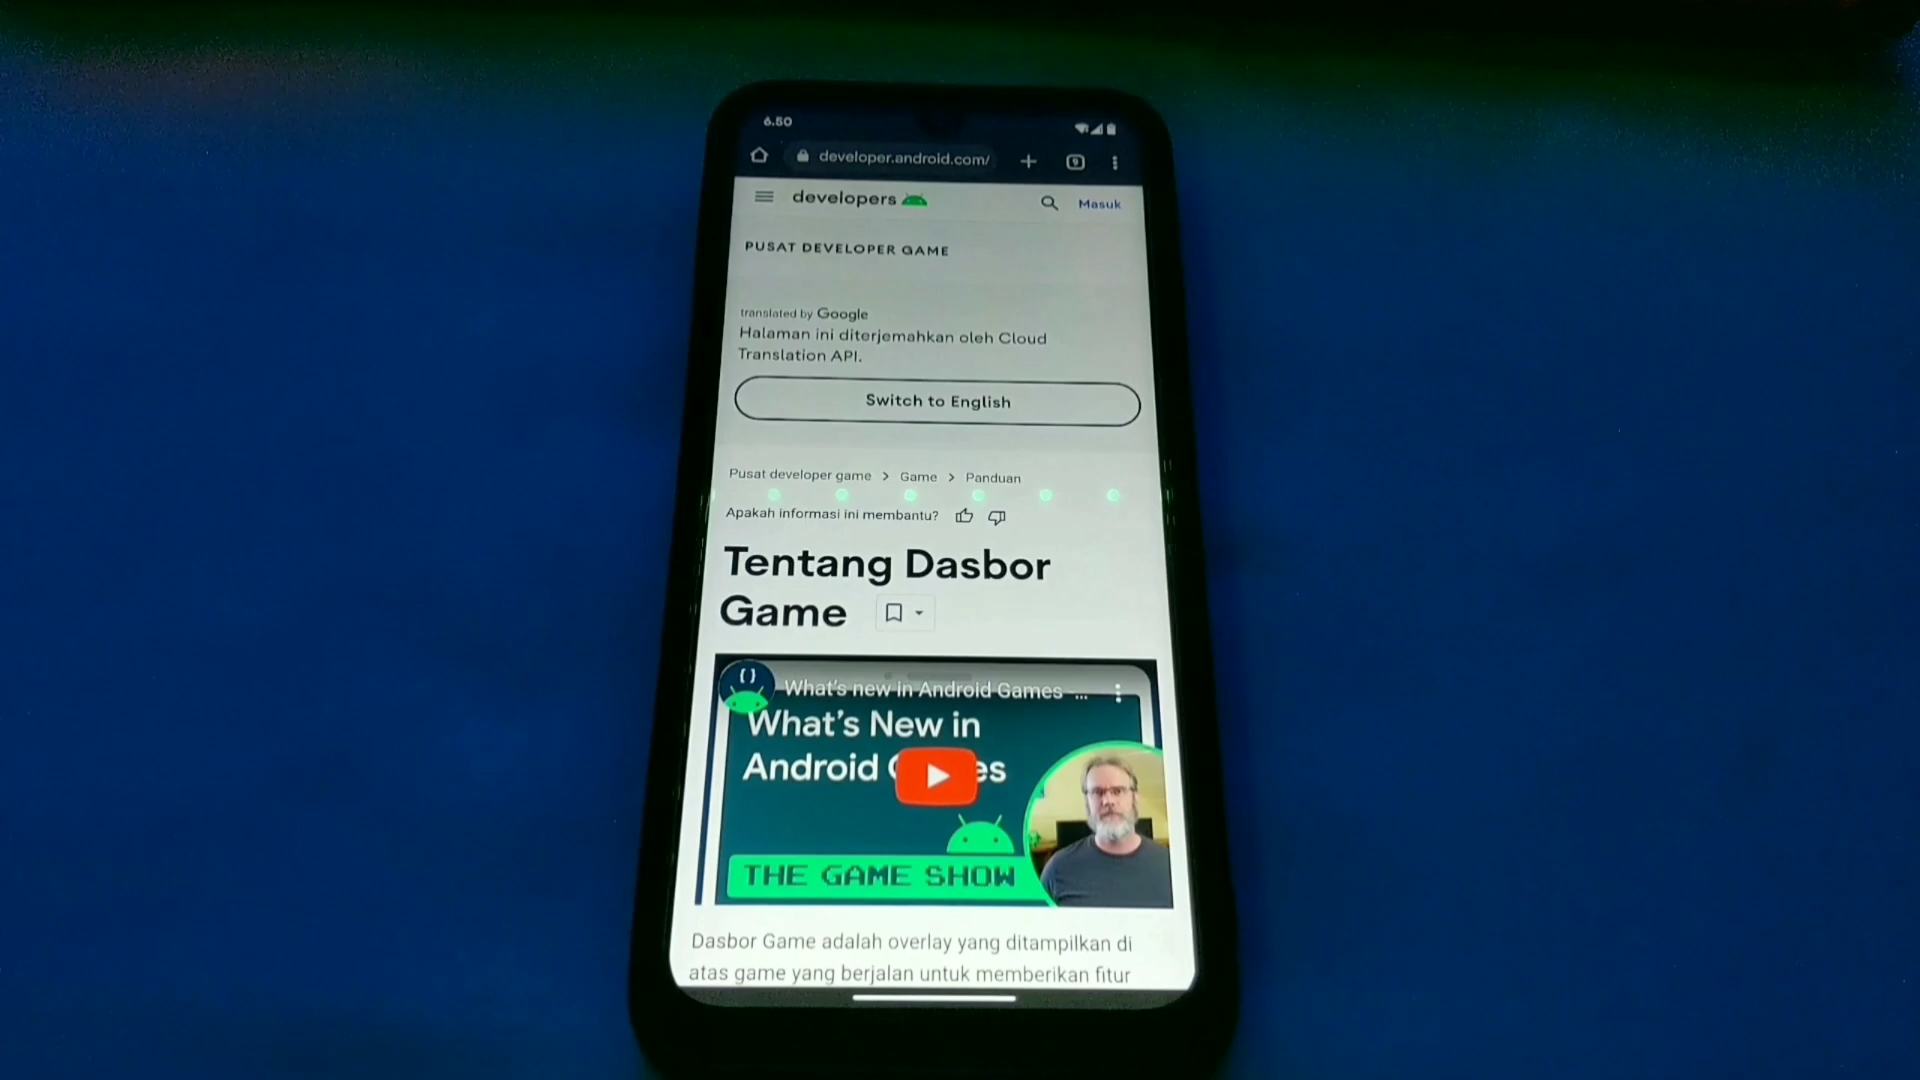 6.50
developer.android.com/
9
developers
Masuk
PUSAT DEVELOPER GAME
translated by Google
Halaman ini diterjemahkan oleh Cloud
Translation API.
Switch to English
Pusat developer game > Game > Panduan
Apakah informasi ini membantu?
Tentang Dasbor
Game
What's new in Android Games - ...
What's New in
Android es
THE GAME SHOW
Dasbor Game adalah overlay yang ditampilkan di
atas game yang berjalan untuk memberikan fitur